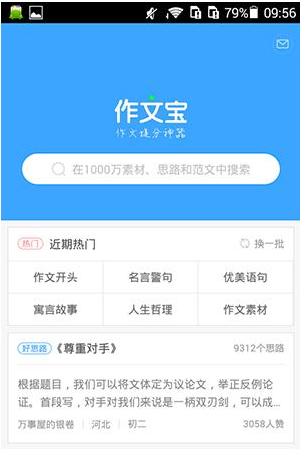 79% 09:56
作文宝
作文提分神器
在1000万素材、思路和范文中搜索
热门 近期热门 换一批
作文开头 名言警句 优美语句
寓言故事 人生哲理 作文素材
好思路 《尊重对手》 9312个思路
根据题目，我们可以将文体定为议论文，举正反例论
证。首段写，对手对我们来说是一柄双刃剑，可以成...
万事屋的银卷 河北 初二 3058人赞